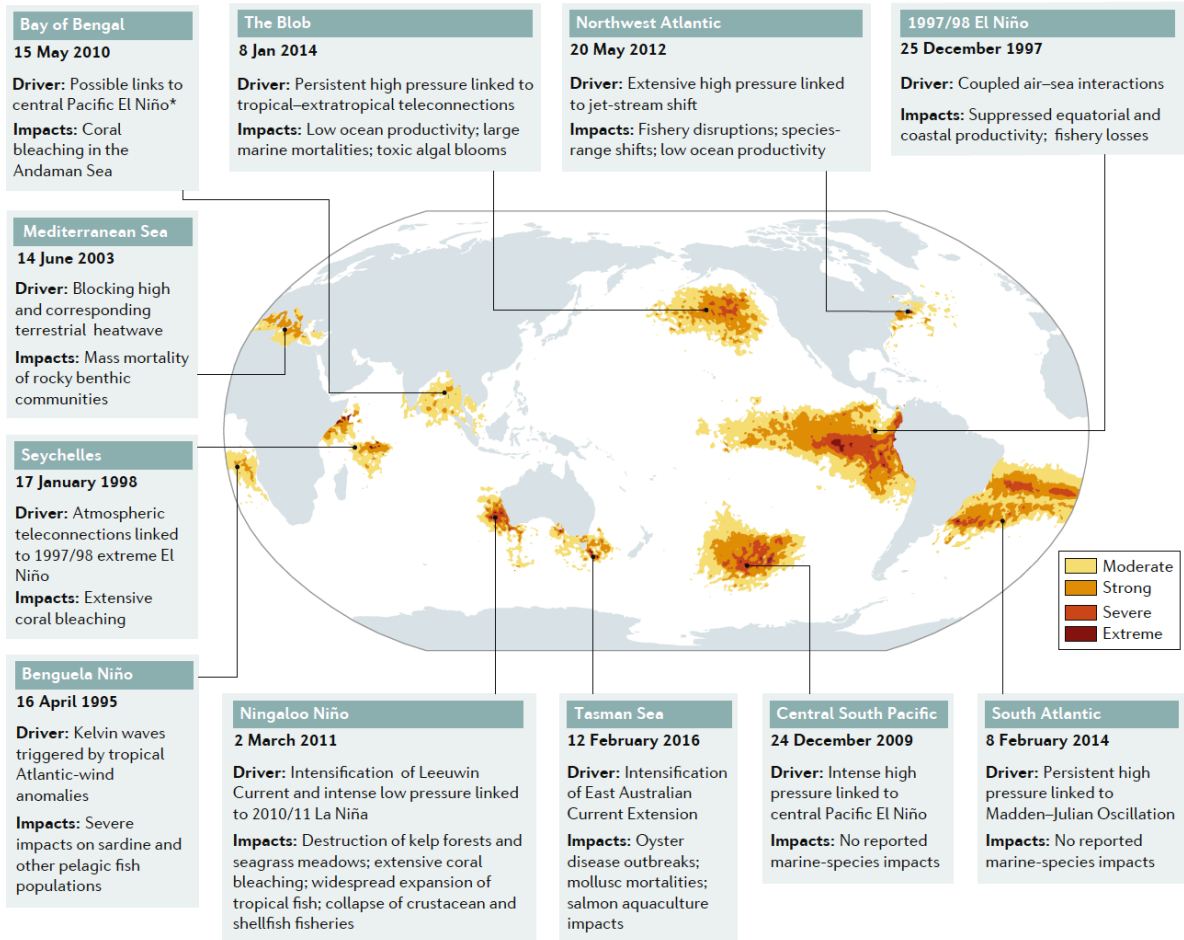 Bay of Bengal
15 May 2010
Driver: Possible links to
central Pacific El Niño*
Impacts: Coral
bleaching in the
Andaman Sea
The Blob
8 Jan 2014
Driver: Persistent high pressure linked to
tropical–extratropical teleconnections
Impacts: Low ocean productivity; large
marine mortalities; toxic algal blooms
Northwest Atlantic
20 May 2012
Driver: Extensive high pressure linked
to jet-stream shift
Impacts: Fishery disruptions; species-
range shifts; low ocean productivity
1997/98 El Niño
25 December 1997
Driver: Coupled air–sea interactions
Impacts: Suppressed equatorial and
coastal productivity; fishery losses
Mediterranean Sea
14 June 2003
Driver: Blocking high
and corresponding
terrestrial heatwave
Impacts: Mass mortality
of rocky benthic
communities
Seychelles
17 January 1998
Driver: Atmospheric
teleconnections linked
to 1997/98 extreme El
Niño
Impacts: Extensive
coral bleaching
Moderate
Strong
Severe
Extreme
Benguela Niño
16 April 1995
Driver: Kelvin waves
triggered by tropical
Atlantic-wind
anomalies
Impacts: Severe
impacts on sardine and
other pelagic fish
populations
Ningaloo Niño
2 March 2011
Driver: Intensification of Leeuwin
Current and intense low pressure linked
to 2010/11 La Niña
Impacts: Destruction of kelp forests and
seagrass meadows; extensive coral
bleaching; widespread expansion of
tropical fish; collapse of crustacean and
shellfish fisheries
Tasman Sea
12 February 2016
Driver: Intensification
of East Australian
Current Extension
Impacts: Oyster
disease outbreaks;
mollusc mortalities;
salmon aquaculture
impacts
Central South Pacific
24 December 2009
Driver: Intense high
pressure linked to
central Pacific El Niño
Impacts: No reported
marine-species impacts
South Atlantic
8 February 2014
Driver: Persistent high
pressure linked to
Madden–Julian Oscillation
Impacts: No reported
marine-species impacts